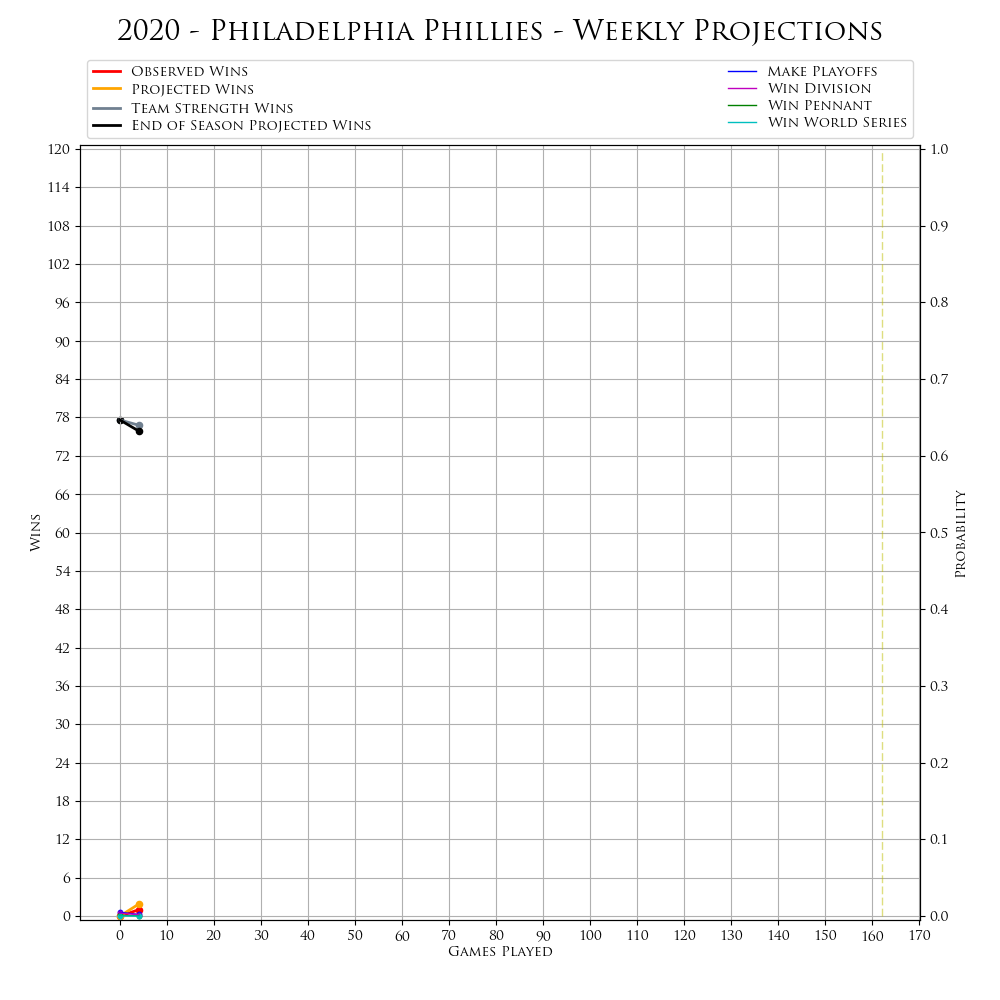 2020 - Philadelphia Phillies - Weekly Projections
Observed Wins
Projected Wins
Team Strength Wins
End of Season Projected Wins
Make Playoffs
Win Division
Win Pennant
Win World Series
120
114
108
102
96
90
84
78
72
66
60
54
48
42
36
30
24
18
12
6
0
Wins
1.0
0.9
0.8
0.7
0.6
0.5
0.4
0.3
0.2
0.1
0.0
Probability
0 10 20 30 40 50 60 70 80 90 100 110 120 130 140 150 160 170
Games Played